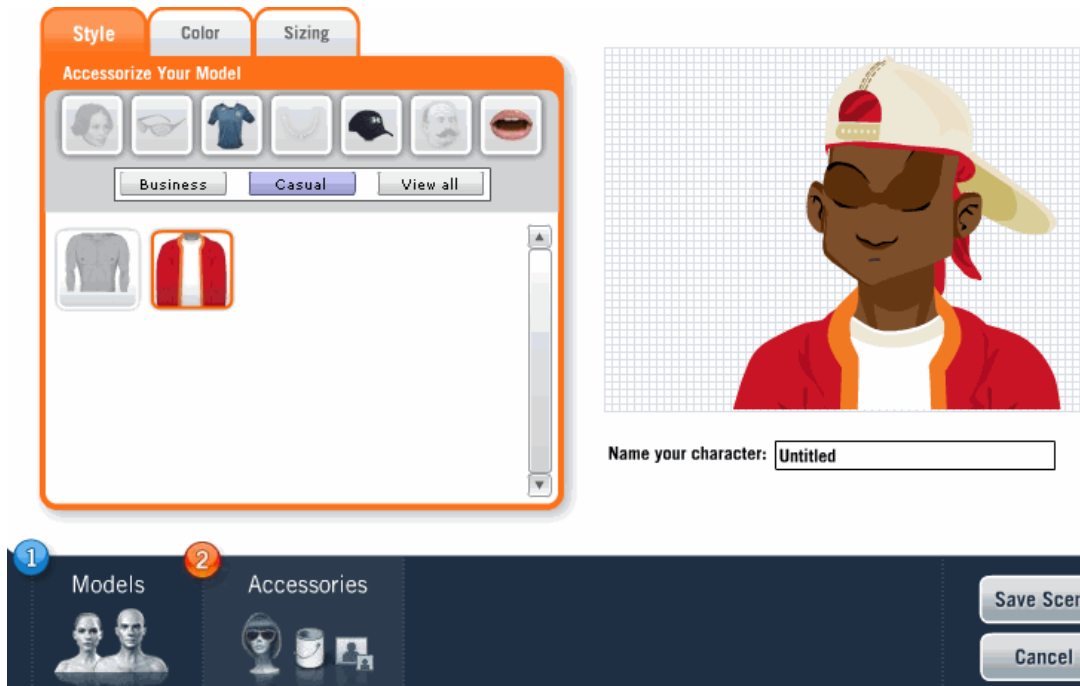 Style
Color
Sizing
Accessorize Your Model
Business
Casual
View all
Name your character: Untitled
1
2
Models
Accessories
Save Scen
Cancel